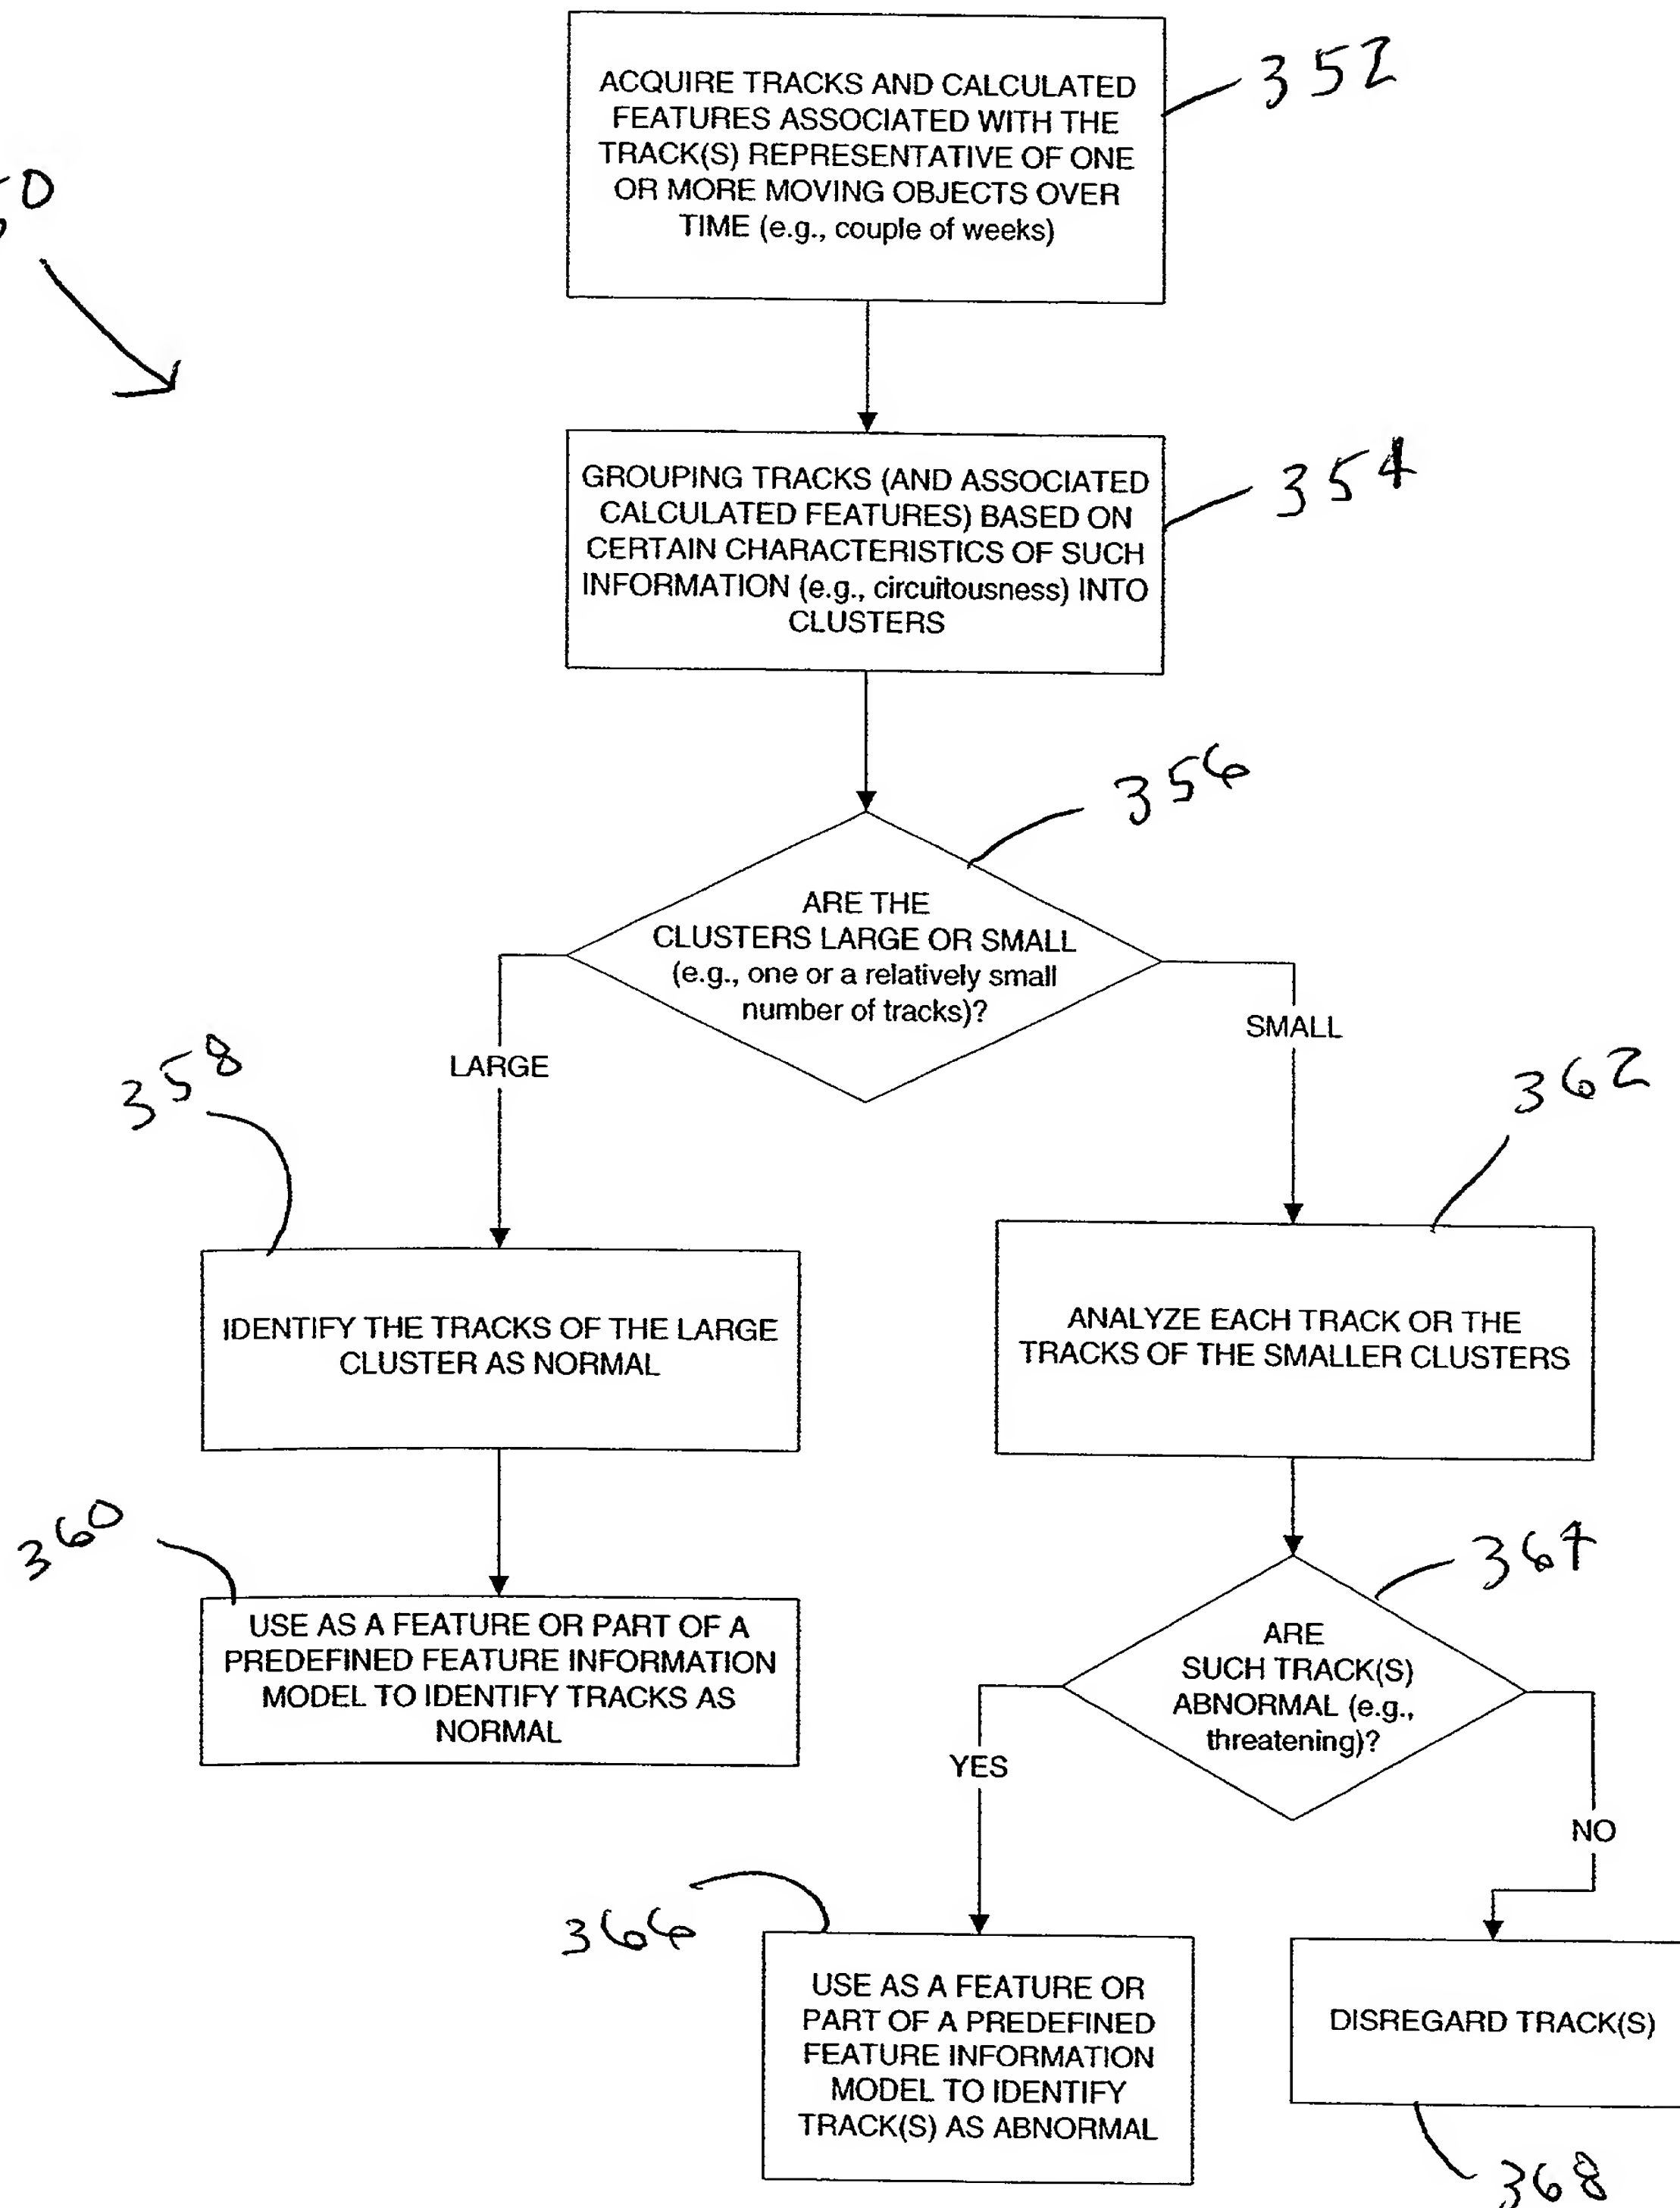 ACQUIRE TRACKS AND CALCULATED
FEATURES ASSOCIATED WITH THE
TRACK(S) REPRESENTATIVE OF ONE
OR MORE MOVING OBJECTS OVER
TIME (e.g., couple of weeks)
352
GROUPING TRACKS (AND ASSOCIATED
CALCULATED FEATURES) BASED ON
CERTAIN CHARACTERISTICS OF SUCH
INFORMATION (e.g., circuitousness) INTO
CLUSTERS
354
356
ARE THE
CLUSTERS LARGE OR SMALL
(e.g., one or a relatively small
number of tracks)?
LARGE
SMALL
358
362
IDENTIFY THE TRACKS OF THE LARGE
CLUSTER AS NORMAL
ANALYZE EACH TRACK OR THE
TRACKS OF THE SMALLER CLUSTERS
360
364
USE AS A FEATURE OR PART OF A
PREDEFINED FEATURE INFORMATION
MODEL TO IDENTIFY TRACKS AS
NORMAL
ARE
SUCH TRACK(S)
ABNORMAL (e.g.,
threatening)?
YES
NO
366
USE AS A FEATURE OR
PART OF A PREDEFINED
FEATURE INFORMATION
MODEL TO IDENTIFY
TRACK(S) AS ABNORMAL
DISREGARD TRACK(S)
368